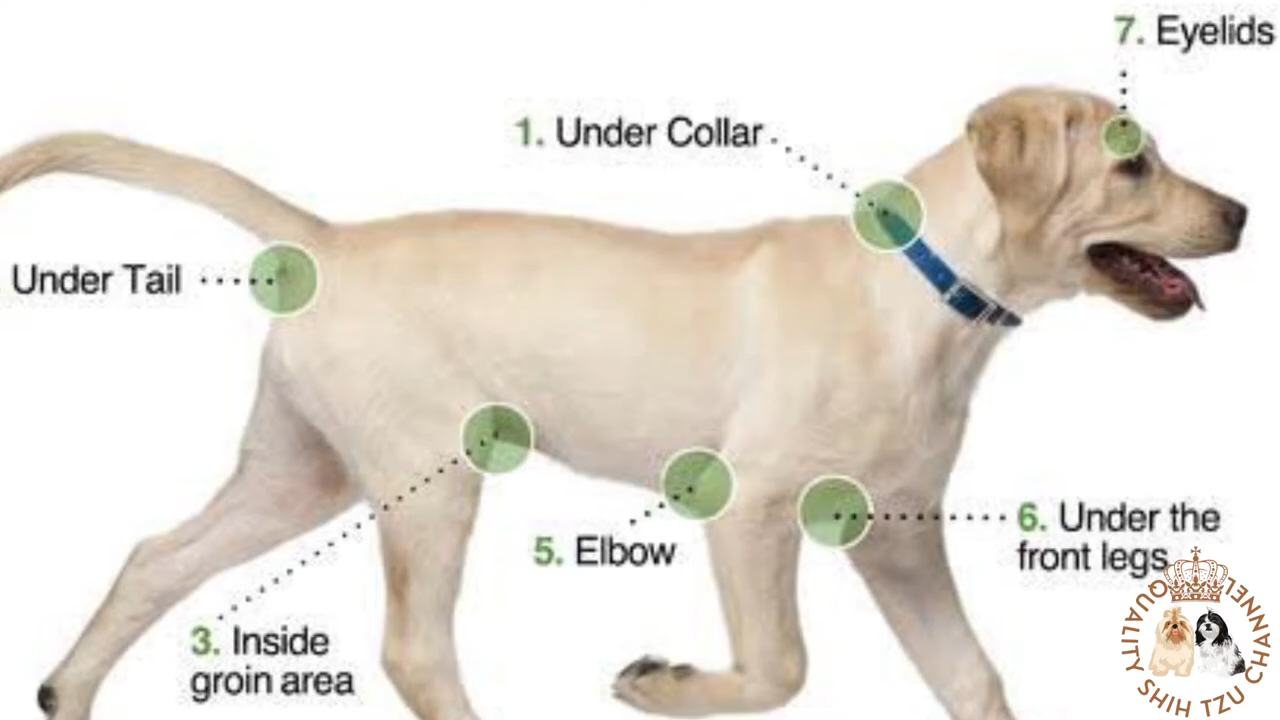 7. Eyelids
1. Under Collar
Under Tail
6. Under the
front legs
5. Elbow
3. Inside
groin area
QUALITY SHIH TZU CHANNEL